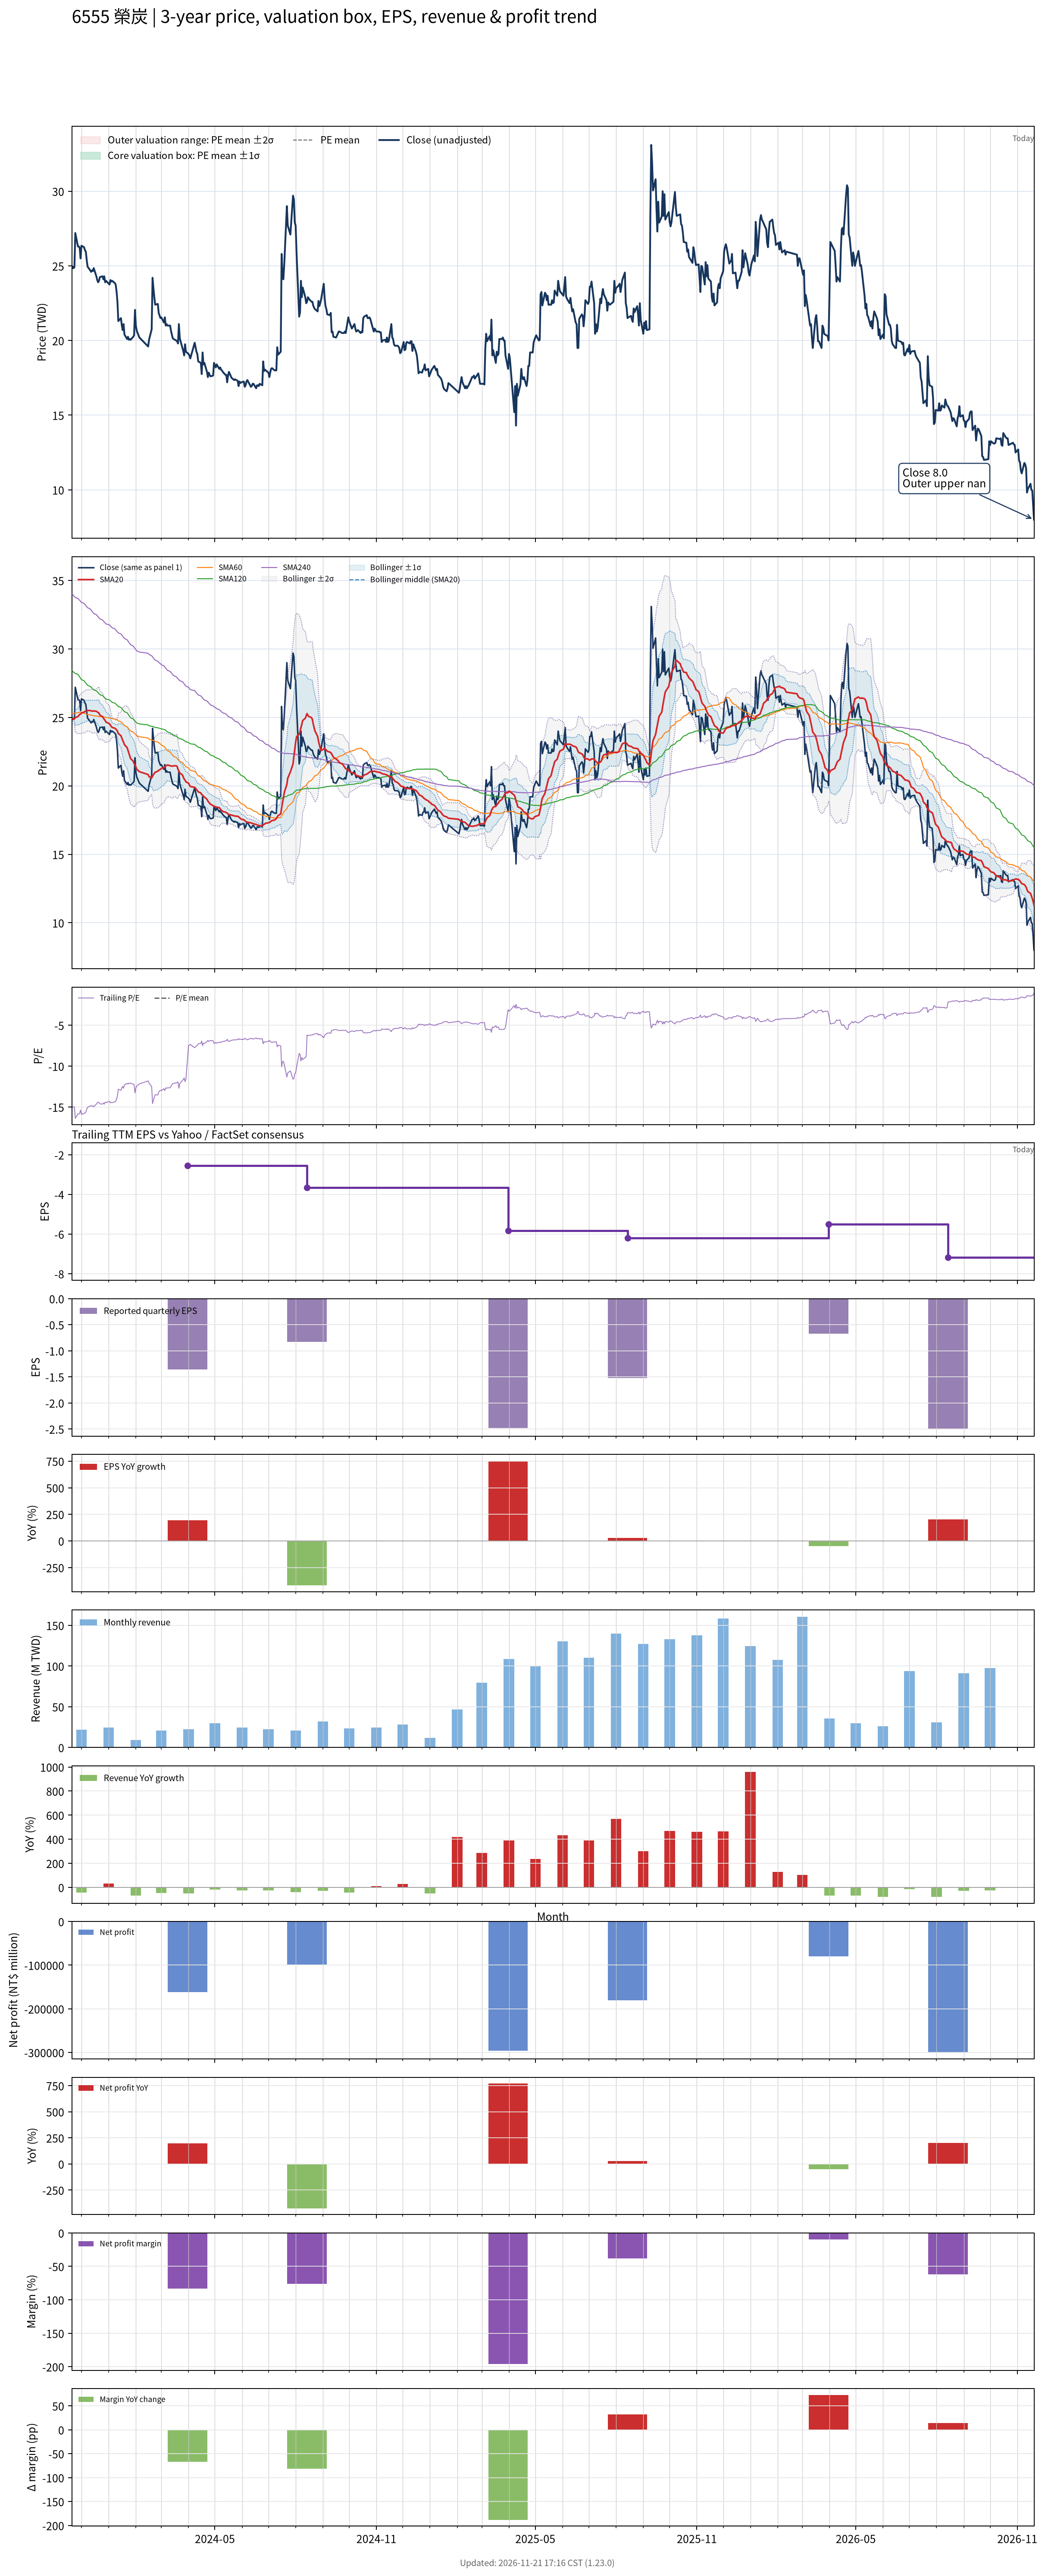 6555 榮炭 | 3-year price, valuation box, EPS, revenue & profit trend
Outer valuation range: PE mean ±2σ
PE mean
Close (unadjusted)
Core valuation box: PE mean ±1σ
Today
Price (TWD)
30
25
20
15
10
Close 8.0
Outer upper nan
Close (same as panel 1)
SMA20
SMA60
SMA120
SMA240
Bollinger ±2σ
Bollinger ±1σ
Bollinger middle (SMA20)
Price
35
30
25
20
15
10
Trailing P/E
P/E mean
P/E
-5
-10
-15
Trailing TTM EPS vs Yahoo / FactSet consensus
Today
EPS
-2
-4
-6
-8
Reported quarterly EPS
EPS
0.0
-0.5
-1.0
-1.5
-2.0
-2.5
EPS YoY growth
YoY (%)
750
500
250
0
-250
Monthly revenue
Revenue (M TWD)
150
100
50
0
Revenue YoY growth
YoY (%)
1000
800
600
400
200
0
Month
Net profit
Net profit (NT$ million)
0
-100000
-200000
-300000
Net profit YoY
YoY (%)
750
500
250
0
-250
Net profit margin
Margin (%)
0
-50
-100
-150
-200
Margin YoY change
Δ margin (pp)
50
0
-50
-100
-150
-200
2024-05
2024-11
2025-05
2025-11
2026-05
2026-11
Updated: 2026-11-21 17:16 CST (1.23.0)